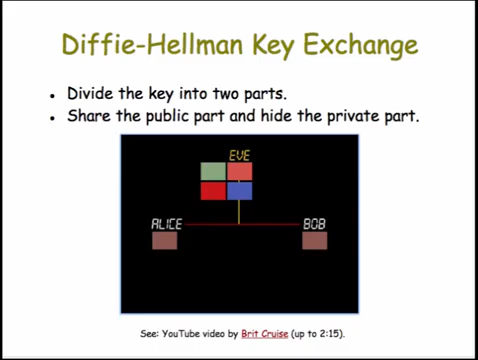 Diffie-Hellman Key Exchange
• Divide the key into two parts.
• Share the public part and hide the private part.
EVE
ALICE BOB
See: YouTube video by Brit Cruise (up to 2:15).